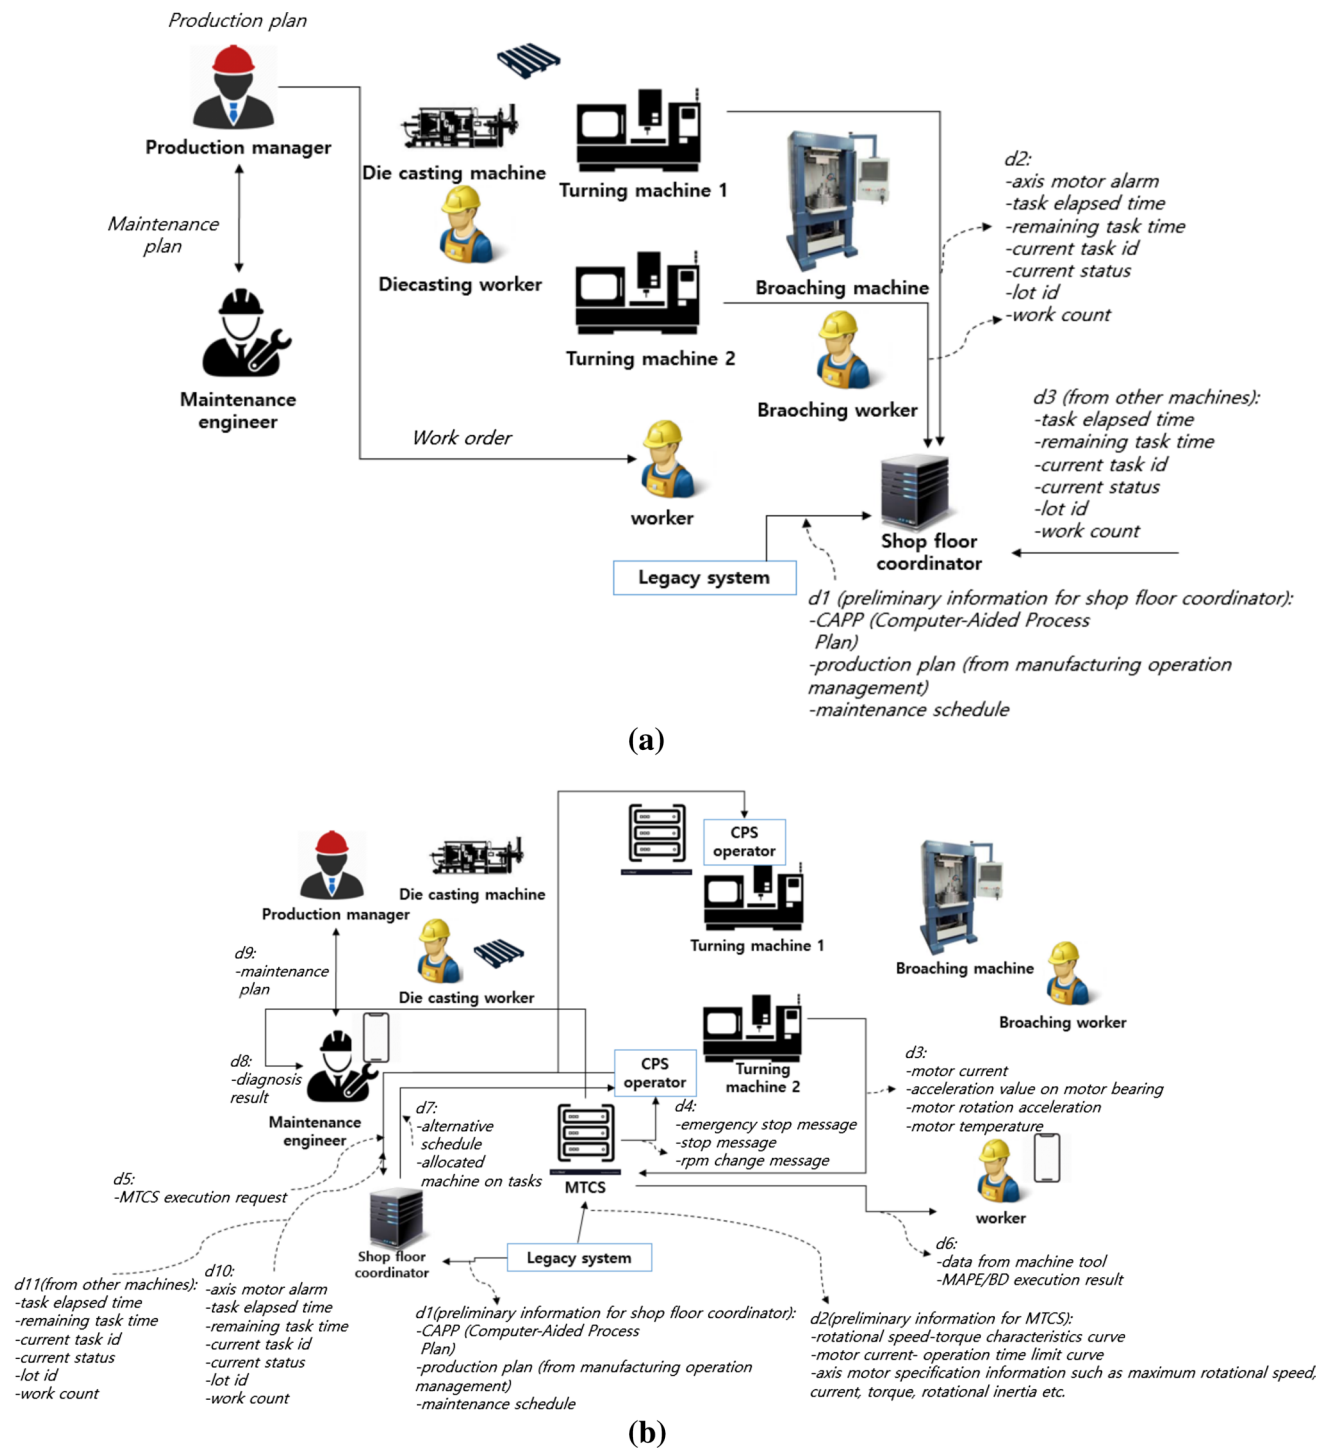 Production plan
Production manager
Die casting machine
Turning machine 1
Maintenance
plan
Diecasting worker
Broaching machine
d2:
-axis motor alarm
-task elapsed time
-remaining task time
-current task id
-current status
-lot id
-work count
Turning machine 2
Maintenance
engineer
Braoching worker
d3 (from other machines):
-task elapsed time
-remaining task time
-current task id
-current status
-lot id
-work count
Work order
worker
Shop floor
coordinator
Legacy system
d1 (preliminary information for shop floor coordinator):
-CAPP (Computer-Aided Process
Plan)
-production plan (from manufacturing operation
management)
-maintenance schedule
(a)
CPS
operator
Production manager
Die casting machine
Turning machine 1
Broaching machine
d9:
-maintenance
plan
Die casting worker
Broaching worker
d8:
-diagnosis
result
Maintenance
engineer
CPS
operator
Turning
machine 2
d3:
-motor current
-acceleration value on motor bearing
-motor rotation acceleration
-motor temperature
d7:
-alternative
schedule
-allocated
machine on tasks
d4:
-emergency stop message
-stop message
-rpm change message
d5:
-MTCS execution request
MTCS
worker
Shop floor
coordinator
Legacy system
d6:
-data from machine tool
-MAPE/BD execution result
d11(from other machines):
-task elapsed time
-remaining task time
-current task id
-current status
-lot id
-work count
d10:
-axis motor alarm
-task elapsed time
-remaining task time
-current task id
-current status
-lot id
-work count
d1(preliminary information for shop floor coordinator):
-CAPP (Computer-Aided Process
Plan)
-production plan (from manufacturing operation
management)
-maintenance schedule
d2(preliminary information for MTCS):
-rotational speed-torque characteristics curve
-motor current- operation time limit curve
-axis motor specification information such as maximum rotational speed,
current, torque, rotational inertia etc.
(b)